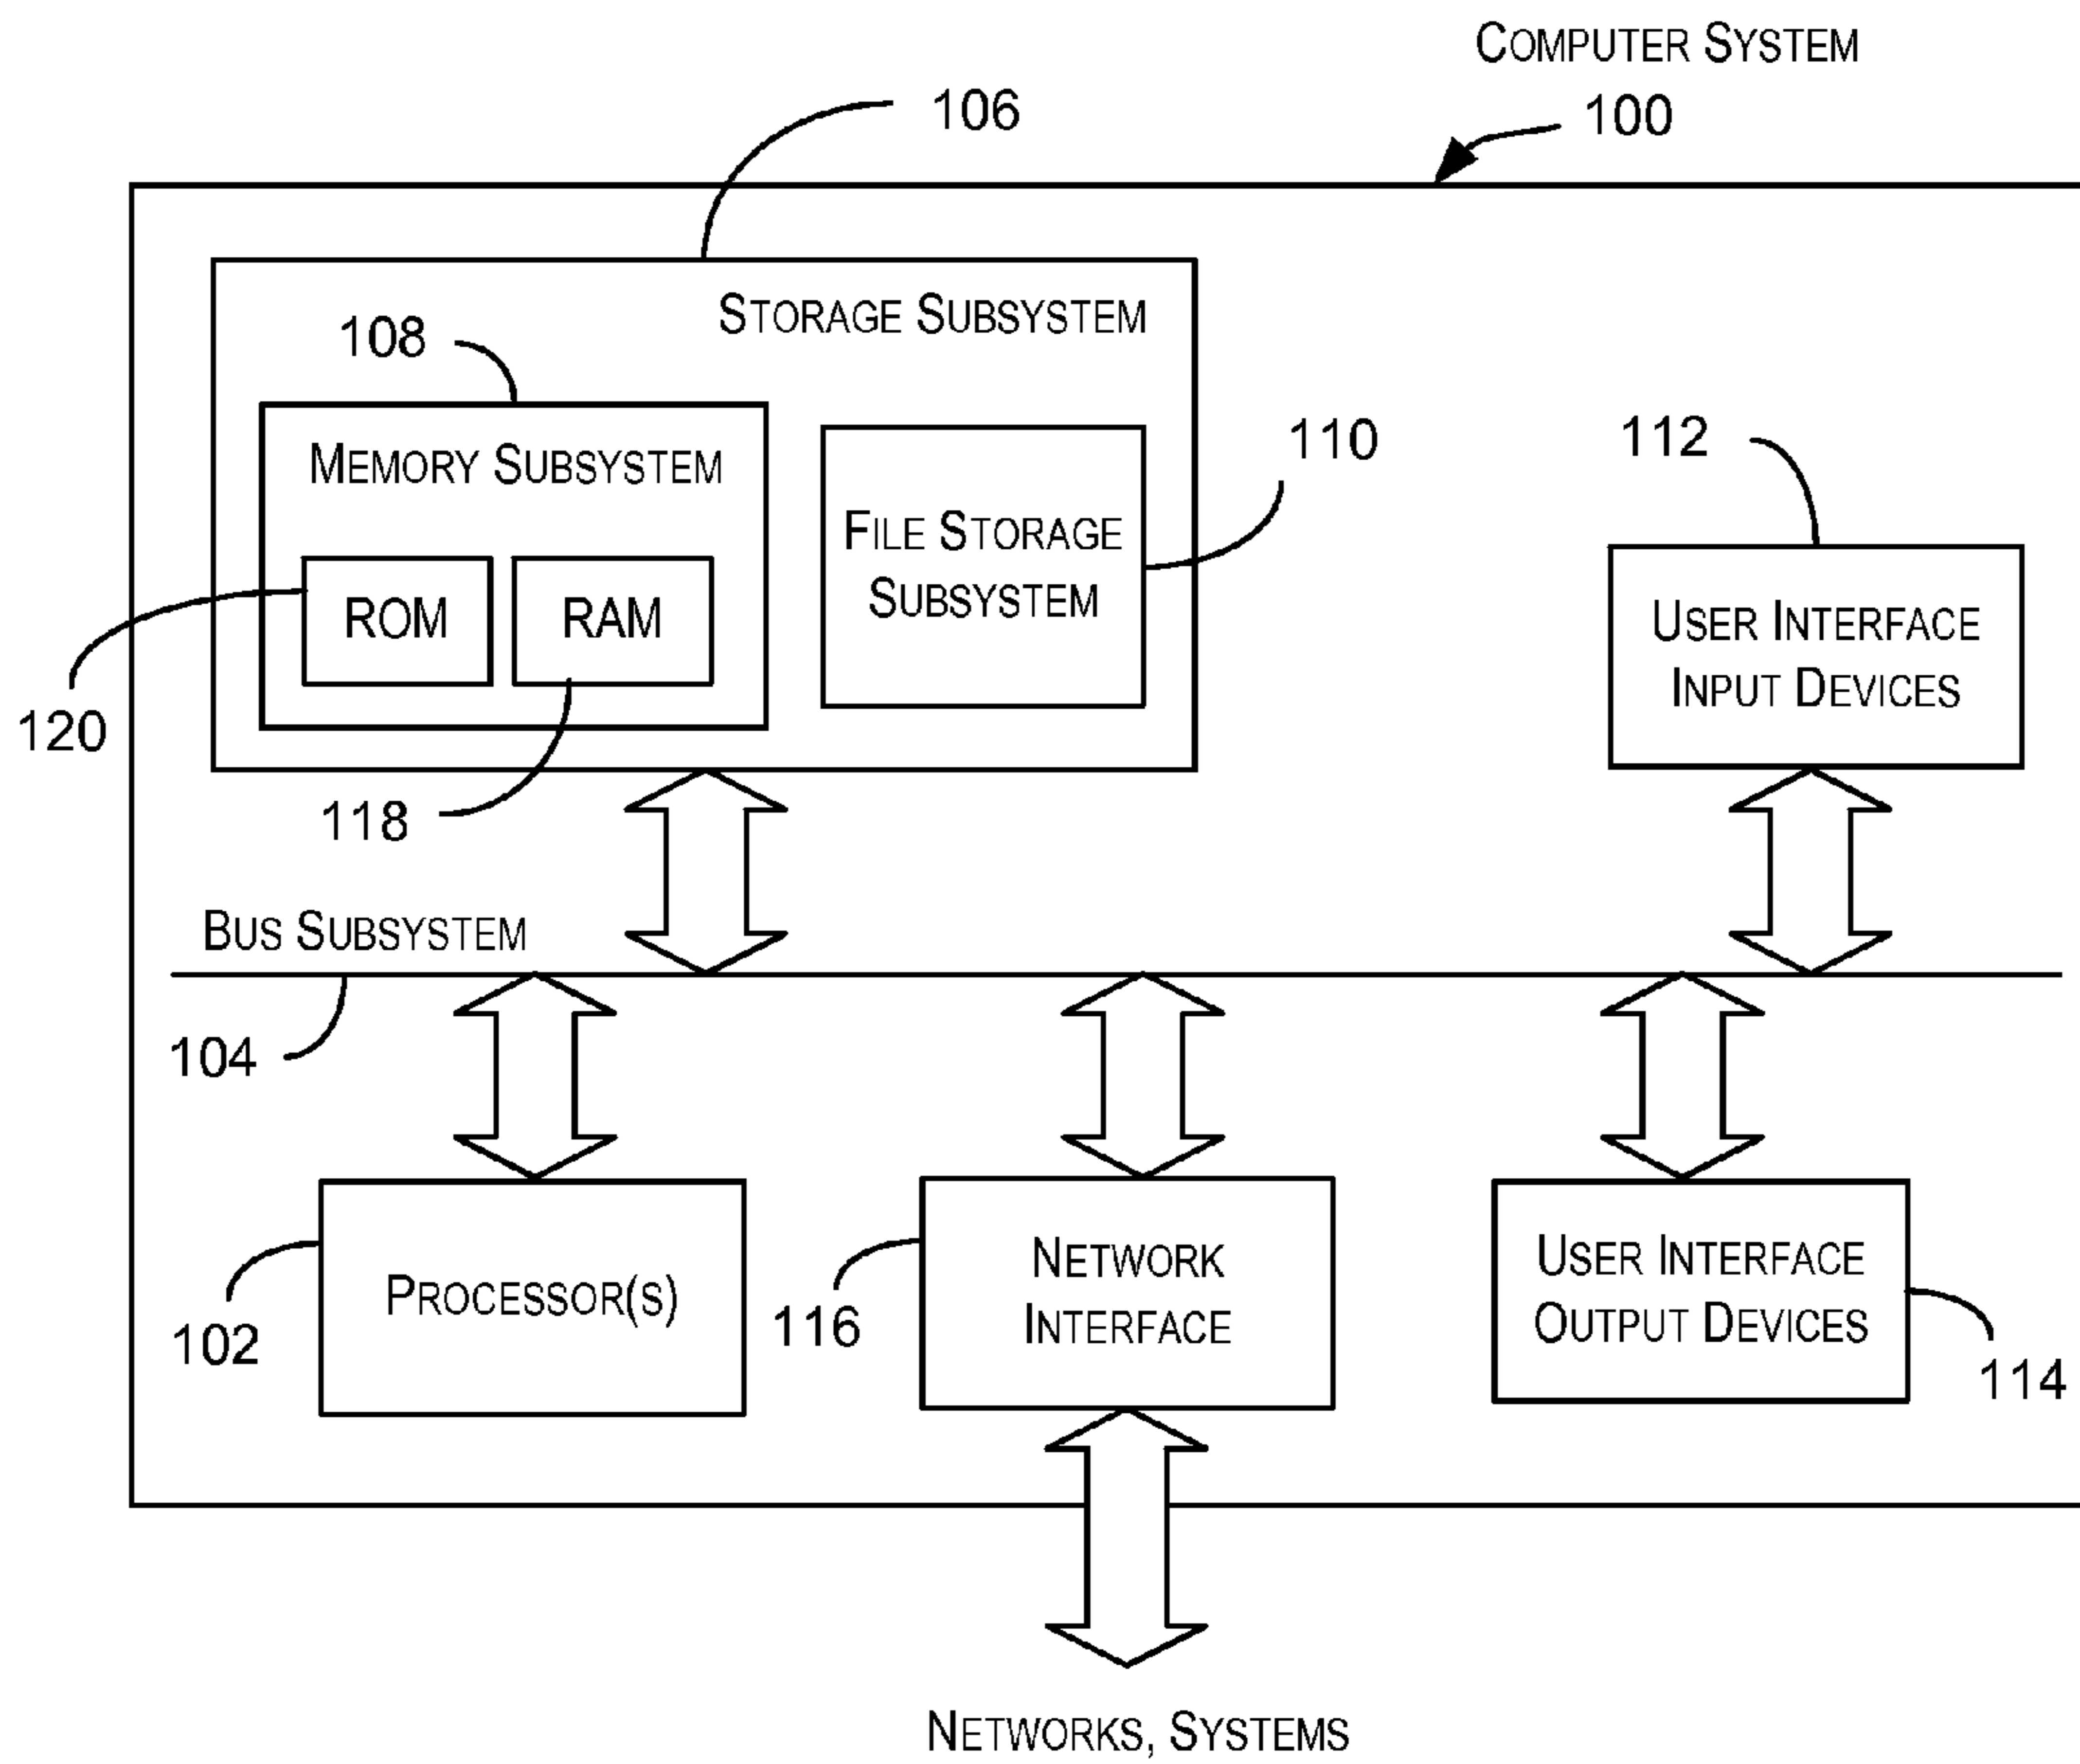 COMPUTER SYSTEM
100
106
STORAGE SUBSYSTEM
108
MEMORY SUBSYSTEM
110
112
FILE STORAGE
SUBSYSTEM
ROM
RAM
USER INTERFACE
INPUT DEVICES
120
118
BUS SUBSYSTEM
104
PROCESSOR(S)
102
NETWORK
INTERFACE
116
USER INTERFACE
OUTPUT DEVICES
114
NETWORKS, SYSTEMS